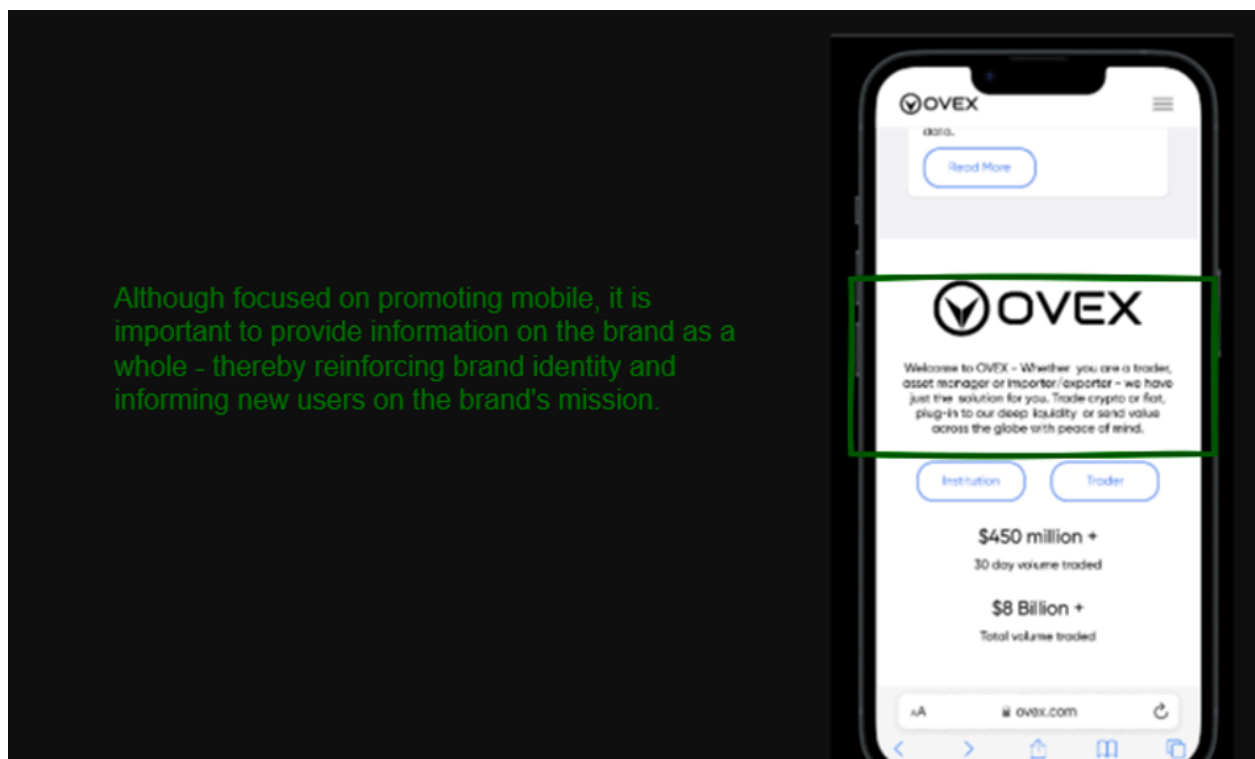 Although focused on promoting mobile, it is
important to provide information on the brand as a
whole - thereby reinforcing brand identity and
informing new users on the brand's mission.
OVEX
data.
Read More
OVEX
Welcome to OVEX - Whether you are a trader,
asset manager or importer/exporter - we have
just the solution for you. Trade crypto or fiat,
plug-in to our deep liquidity or send value
across the globe with peace of mind.
Institution Trader
$450 million +
30 day volume traded
$8 Billion +
Total volume traded
AA ovex.com